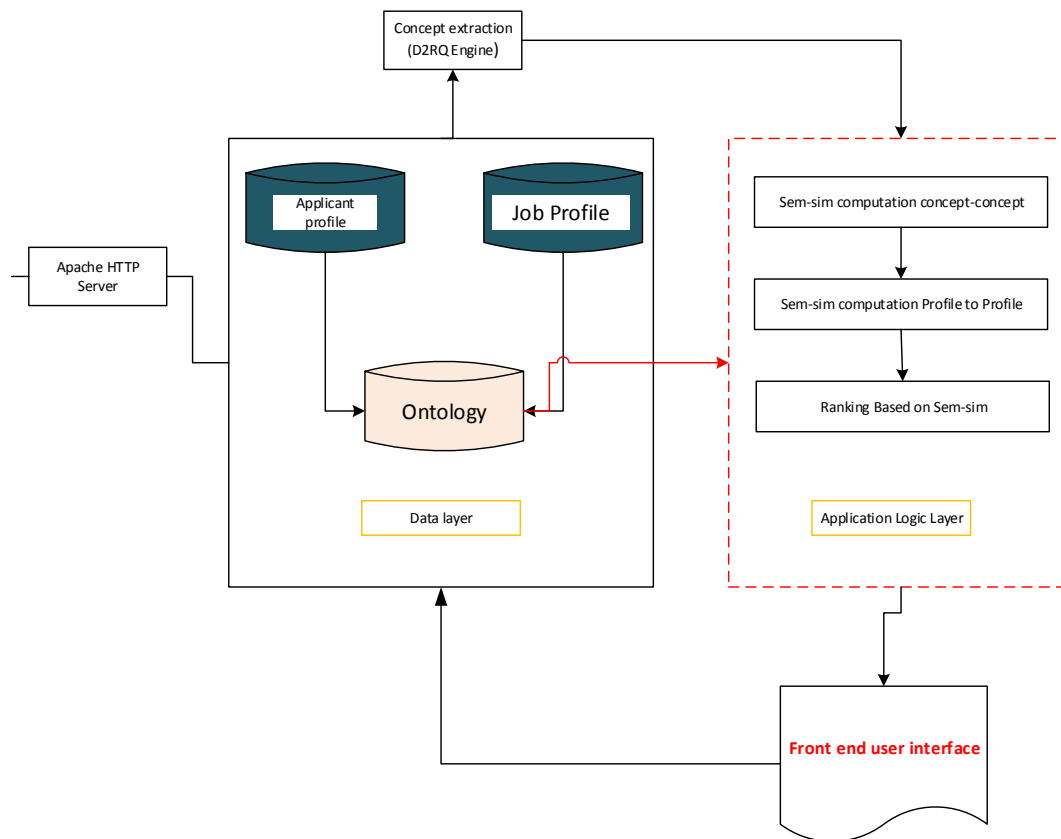 Concept extraction
(D2RQ Engine)
Applicant
profile
Job Profile
Sem-sim computation concept-concept
Apache HTTP
Server
Sem-sim computation Profile to Profile
Ontology
Ranking Based on Sem-sim
Data layer
Application Logic Layer
Front end user interface